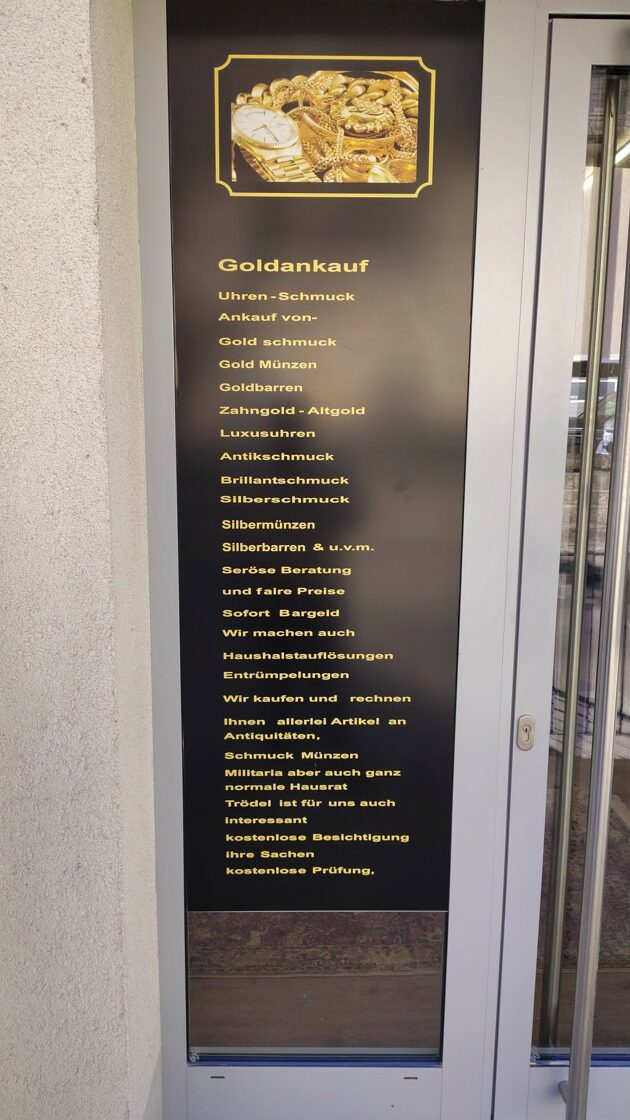 Goldankauf
Uhren - Schmuck
Ankauf von-
Gold schmuck
Gold Münzen
Goldbarren
Zahngold - Altgold
Luxusuhren
Antikschmuck
Brillantschmuck
Silberschmuck
Silbermünzen
Silberbarren & u.v.m.
Seröse Beratung
und faire Preise
Sofort Bargeld
Wir machen auch
Haushalstauflösungen
Entrümpelungen
Wir kaufen und rechnen
Ihnen allerlei Artikel an
Antiquitäten,
Schmuck Münzen
Militaria aber auch ganz
normale Hausrat
Trödel ist für uns auch
interessant
kostenlose Besichtigung
ihre Sachen
kostenlose Prüfung,